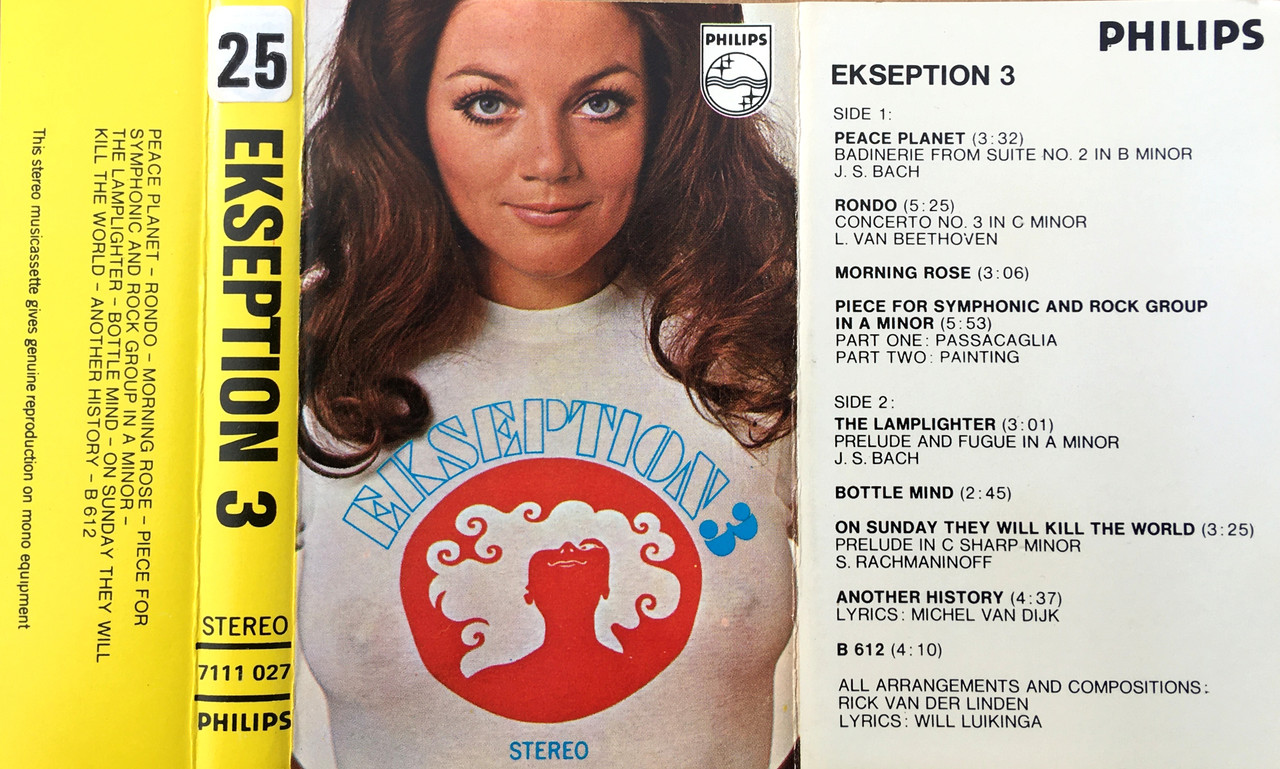 This stereo musicassette gives genuine reproduction on mono equipment
PEACE PLANET – RONDO – MORNING ROSE – PIECE FOR
SYMPHONIC AND ROCK GROUP IN A MINOR –
THE LAMPLIGHTER – BOTTLE MIND – ON SUNDAY THEY WILL
KILL THE WORLD – ANOTHER HISTORY – B 612
25
EKSEPTION 3
STEREO
7111 027
PHILIPS
PHILIPS
EKSEPTION 3
STEREO
PHILIPS
EKSEPTION 3
SIDE 1:
PEACE PLANET (3:32)
BADINERIE FROM SUITE NO. 2 IN B MINOR
J. S. BACH
RONDO (5:25)
CONCERTO NO. 3 IN C MINOR
L. VAN BEETHOVEN
MORNING ROSE (3:06)
PIECE FOR SYMPHONIC AND ROCK GROUP
IN A MINOR (5:53)
PART ONE: PASSACAGLIA
PART TWO: PAINTING
SIDE 2:
THE LAMPLIGHTER (3:01)
PRELUDE AND FUGUE IN A MINOR
J. S. BACH
BOTTLE MIND (2:45)
ON SUNDAY THEY WILL KILL THE WORLD (3:25)
PRELUDE IN C SHARP MINOR
S. RACHMANINOFF
ANOTHER HISTORY (4:37)
LYRICS: MICHEL VAN DIJK
B 612 (4:10)
ALL ARRANGEMENTS AND COMPOSITIONS:
RICK VAN DER LINDEN
LYRICS: WILL LUIKINGA